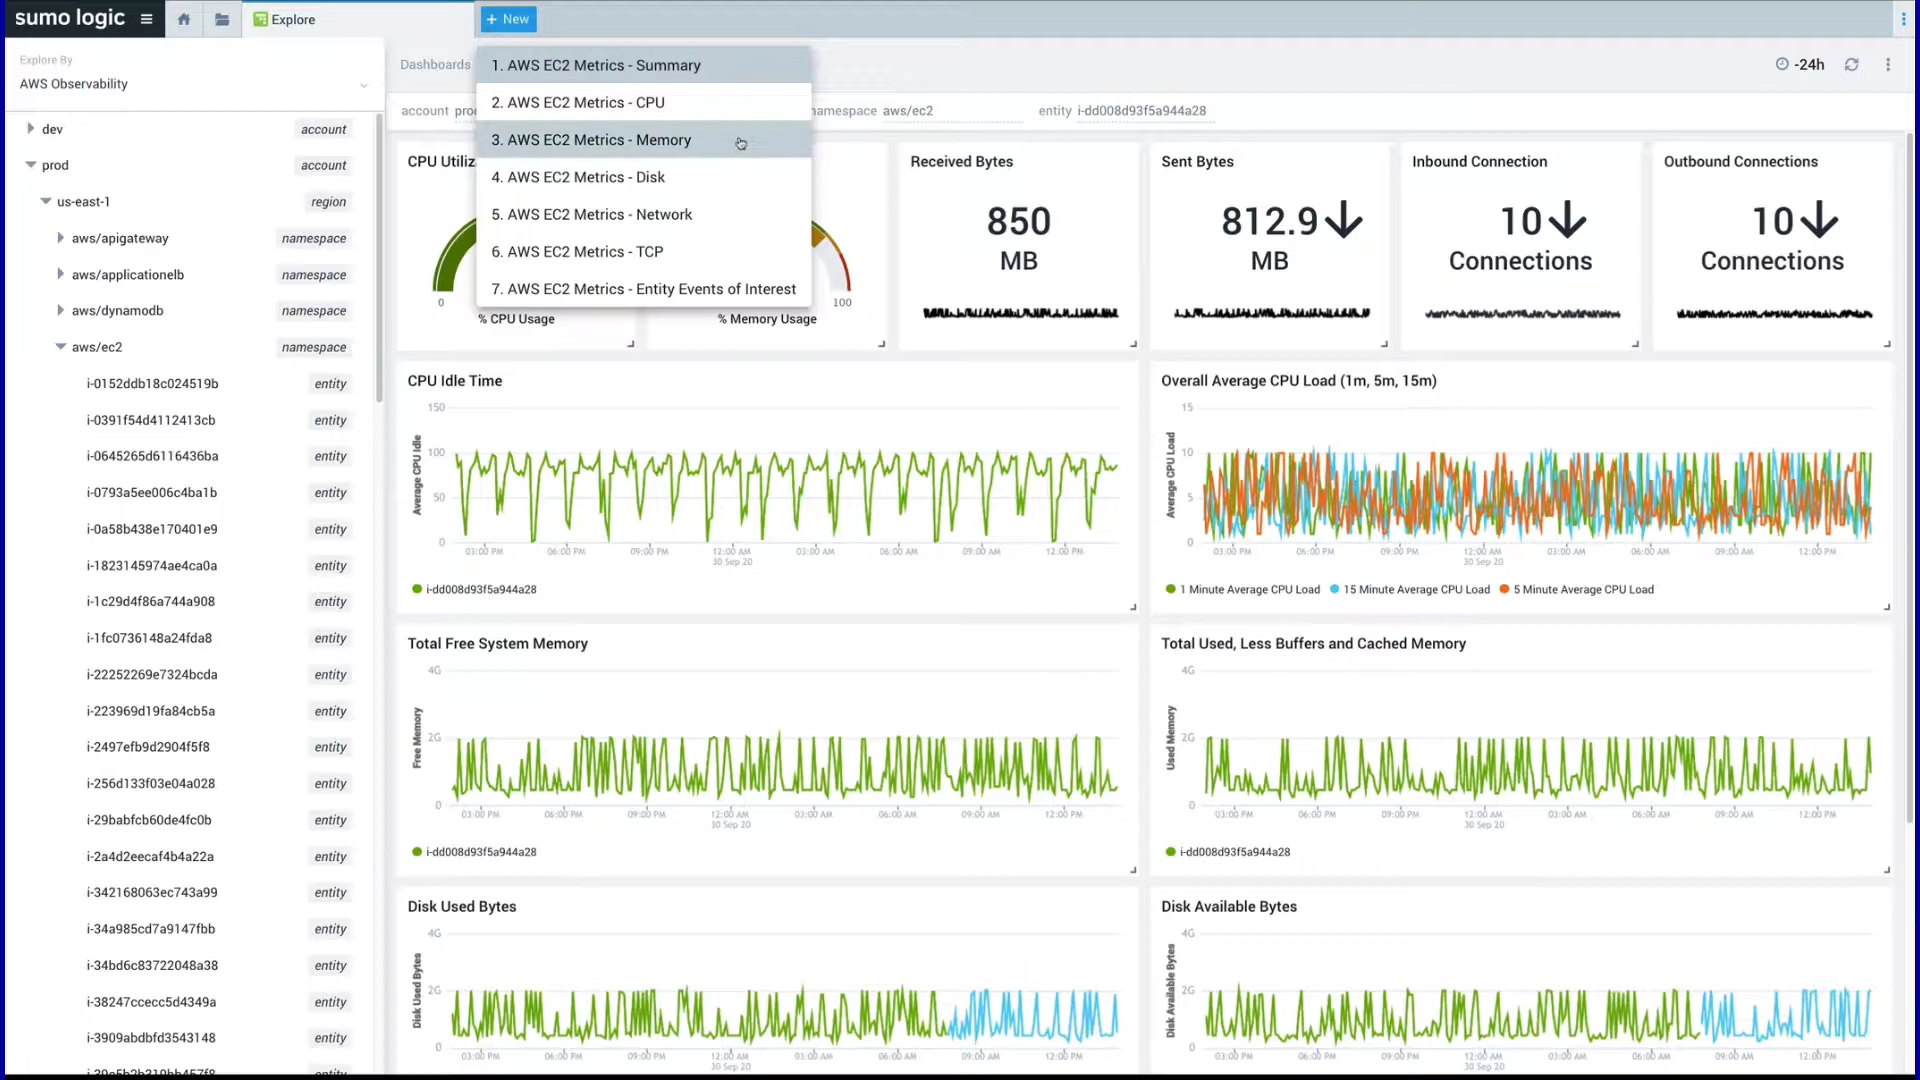 sumo logic
Explore
+ New
Explore By
AWS Observability
dev account
prod account
us-east-1 region
aws/apigateway namespace
aws/applicationelb namespace
aws/dynamodb namespace
aws/ec2 namespace
i-0152ddb18c024519b entity
i-0391f54d4112413cb entity
i-0645265d6116436ba entity
i-0793a5ee006c4ba1b entity
i-0a58b438e170401e9 entity
i-1823145974ae4ca0a entity
i-1c29d4f86a744a908 entity
i-1fc0736148a24fda8 entity
i-22252269e7324bcda entity
i-223969d19fa84cb5a entity
i-2497efb9d2904f5f8 entity
i-256d133f03e04a028 entity
i-29babfcb60de4fc0b entity
i-2a4d2eecaf4b4a22a entity
i-342168063ec743a99 entity
i-34a985cd7a9147fbb entity
i-34bd6c83722048a38 entity
i-38247ccecc5d4349a entity
i-3909abdbfd3543148 entity
Dashboards
-24h
1. AWS EC2 Metrics - Summary
2. AWS EC2 Metrics - CPU
3. AWS EC2 Metrics - Memory
4. AWS EC2 Metrics - Disk
5. AWS EC2 Metrics - Network
6. AWS EC2 Metrics - TCP
7. AWS EC2 Metrics - Entity Events of Interest
account aws/ec2 entity i-dd008d93f5a944a28
CPU
0
% CPU Usage
100
% Memory Usage
Received Bytes
850
MB
Sent Bytes
812.9
MB
Inbound Connection
10
Connections
Outbound Connections
10
Connections
CPU Idle Time
Average CPU Idle
150
100
50
0
03:00 PM 06:00 PM 09:00 PM 12:00 AM 03:00 AM 06:00 AM 09:00 AM 12:00 PM
30 Sep 20
i-dd008d93f5a944a28
Overall Average CPU Load (1m, 5m, 15m)
Average CPU Load
15
10
5
0
03:00 PM 06:00 PM 09:00 PM 12:00 AM 03:00 AM 06:00 AM 09:00 AM 12:00 PM
30 Sep 20
1 Minute Average CPU Load 15 Minute Average CPU Load 5 Minute Average CPU Load
Total Free System Memory
Free Memory
4G
2G
0
03:00 PM 06:00 PM 09:00 PM 12:00 AM 03:00 AM 06:00 AM 09:00 AM 12:00 PM
Sep 20
i-dd008d93f5a944a28
Total Used, Less Buffers and Cached Memory
Used Memory
4G
2G
0
03:00 PM 06:00 PM 09:00 PM 12:00 AM 03:00 AM 06:00 AM 09:00 AM 12:00 PM
30 Sep 20
i-dd008d93f5a944a28
Disk Used Bytes
Disk Used Bytes
4G
2G
0
03:00 PM 06:00 PM 09:00 PM 12:00 AM 03:00 AM 06:00 AM 09:00 AM 12:00 PM
30 Sep 20
Disk Available Bytes
Disk Available Bytes
4G
2G
0
03:00 PM 06:00 PM 09:00 PM 12:00 AM 03:00 AM 06:00 AM 09:00 AM 12:00 PM
30 Sep 20